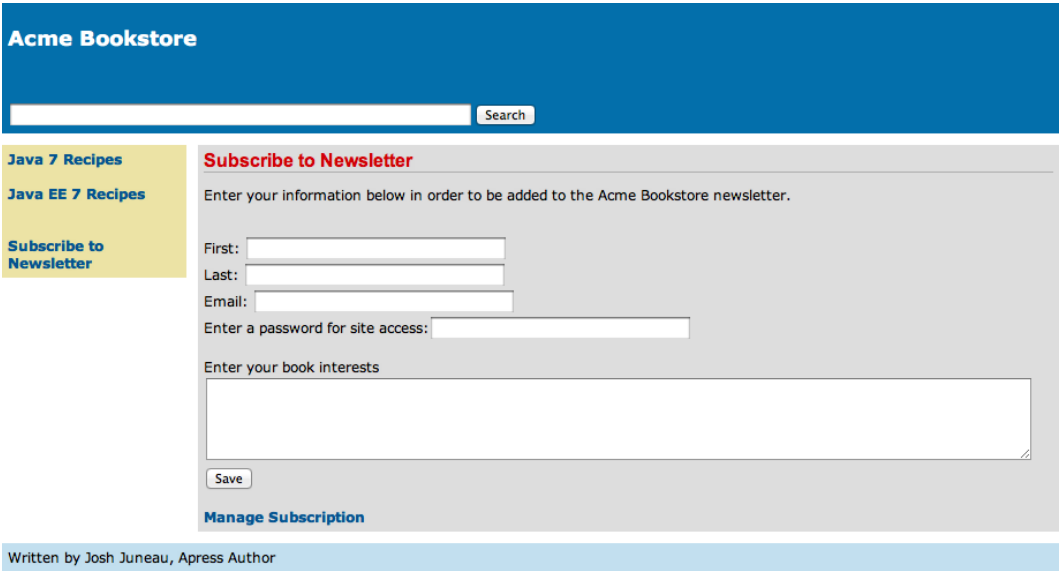 Acme Bookstore
Search
Java 7 Recipes
Java EE 7 Recipes
Subscribe to
Newsletter
Subscribe to Newsletter
Enter your information below in order to be added to the Acme Bookstore newsletter.
First:
Last:
Email:
Enter a password for site access:
Enter your book interests
Save
Manage Subscription
Written by Josh Juneau, Apress Author